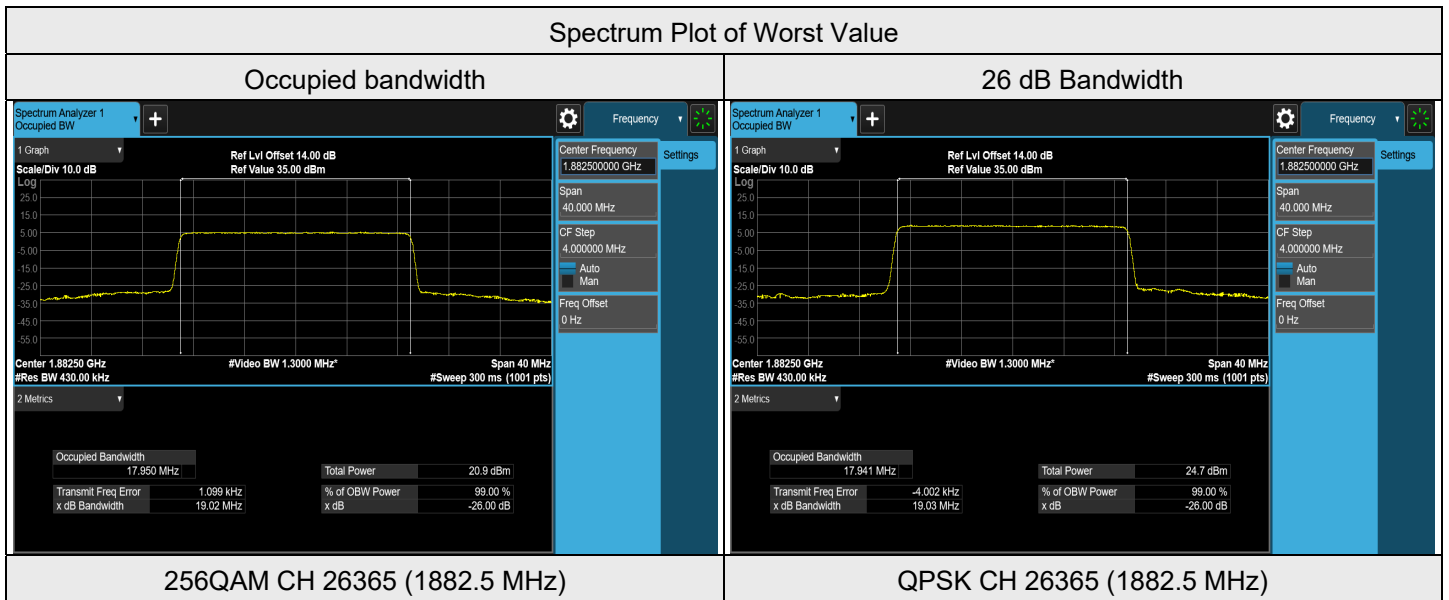 Spectrum Plot of Worst Value
Occupied bandwidth
Spectrum Analyzer 1
Occupied BW
Frequency
1 Graph
Scale/Div 10.0 dB
Ref Lvl Offset 14.00 dB
Ref Value 35.00 dBm
Log
25.0
15.0
5.00
-5.00
-15.0
-25.0
-35.0
-45.0
-55.0
Center 1.88250 GHz
#Video BW 1.3000 MHz*
Span 40 MHz
#Res BW 430.00 kHz
#Sweep 300 ms (1001 pts)
Center Frequency
1.882500000 GHz
Settings
Span
40.000 MHz
CF Step
4.000000 MHz
Auto
Man
Freq Offset
0 Hz
2 Metrics
Occupied Bandwidth
17.950 MHz
Total Power 20.9 dBm
Transmit Freq Error 1.099 kHz % of OBW Power 99.00 %
x dB Bandwidth 19.02 MHz x dB -26.00 dB
256QAM CH 26365 (1882.5 MHz)
26 dB Bandwidth
Spectrum Analyzer 1
Occupied BW
Frequency
1 Graph
Scale/Div 10.0 dB
Ref Lvl Offset 14.00 dB
Ref Value 35.00 dBm
Log
25.0
15.0
5.00
-5.00
-15.0
-25.0
-35.0
-45.0
-55.0
Center 1.88250 GHz
#Video BW 1.3000 MHz*
Span 40 MHz
#Res BW 430.00 kHz
#Sweep 300 ms (1001 pts)
Center Frequency
1.882500000 GHz
Settings
Span
40.000 MHz
CF Step
4.000000 MHz
Auto
Man
Freq Offset
0 Hz
2 Metrics
Occupied Bandwidth
17.941 MHz
Total Power 24.7 dBm
Transmit Freq Error -4.002 kHz % of OBW Power 99.00 %
x dB Bandwidth 19.03 MHz x dB -26.00 dB
QPSK CH 26365 (1882.5 MHz)